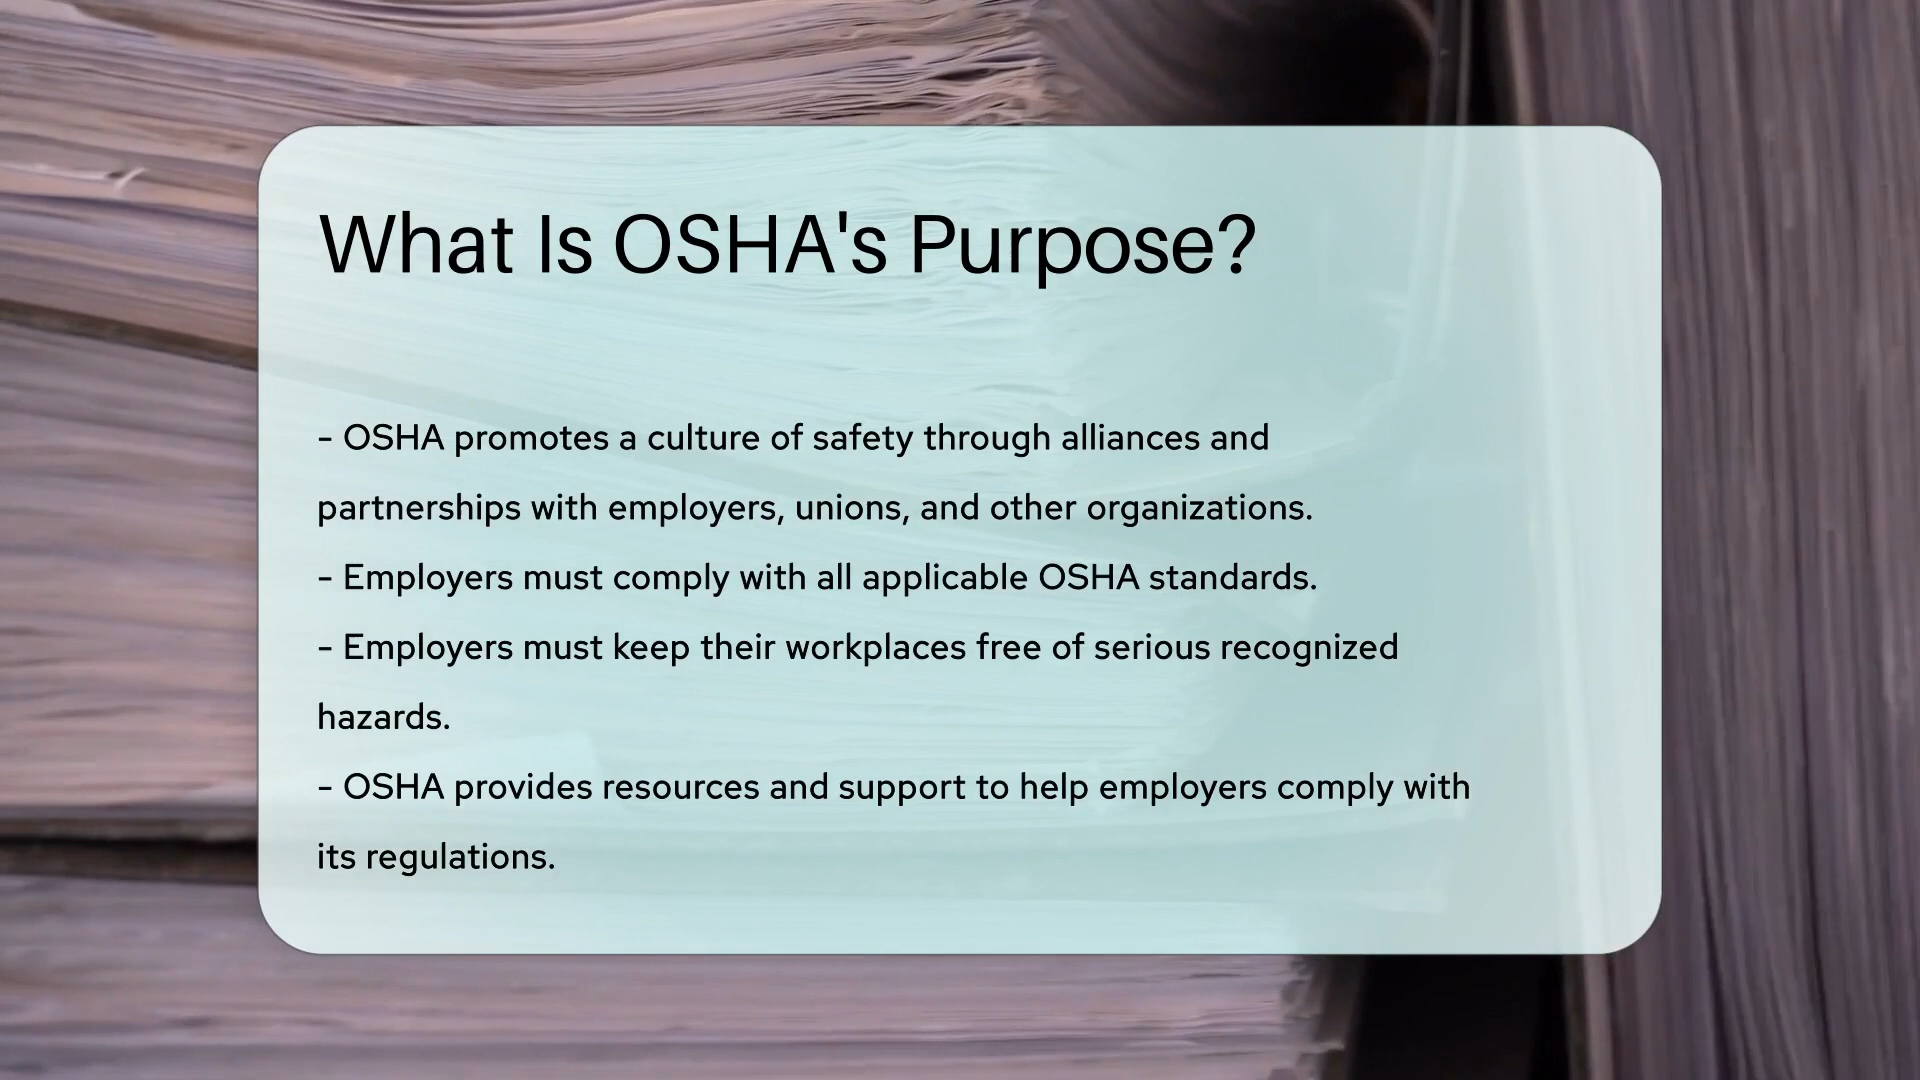 What Is OSHA's Purpose?
- OSHA promotes a culture of safety through alliances and
partnerships with employers, unions, and other organizations.
- Employers must comply with all applicable OSHA standards.
- Employers must keep their workplaces free of serious recognized
hazards.
- OSHA provides resources and support to help employers comply with
its regulations.